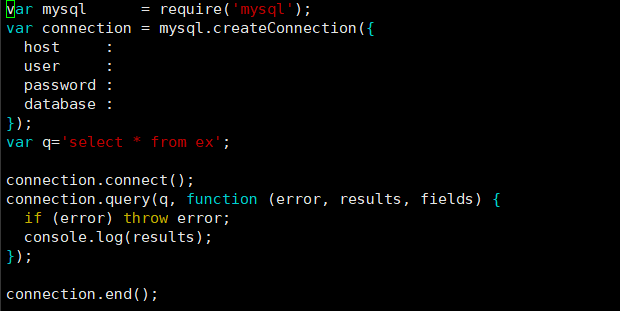 var mysql      = require('mysql');
var connection = mysql.createConnection({
  host     :
  user     :
  password :
  database :
});
var q='select * from ex';

connection.connect();
connection.query(q, function (error, results, fields) {
  if (error) throw error;
  console.log(results);
});

connection.end();